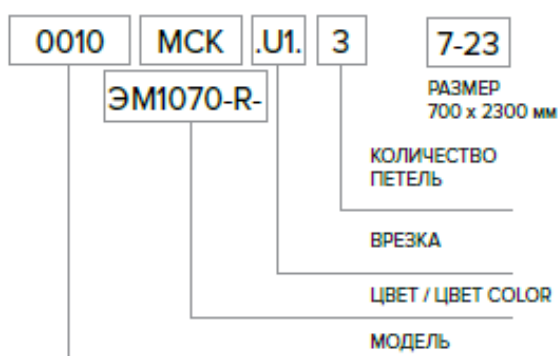 0010 МСК .U1. 3 7-23
ЭМ1070-R-
РАЗМЕР
700 x 2300 мм
КОЛИЧЕСТВО
ПЕТЕЛЬ
ВРЕЗКА
ЦВЕТ / ЦВЕТ COLOR
МОДЕЛЬ